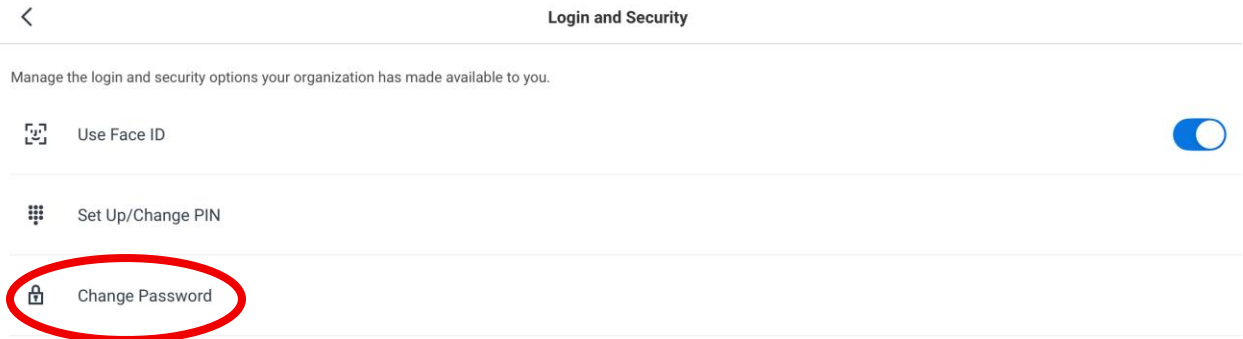 Login and Security
Manage the login and security options your organization has made available to you.
Use Face ID
Set Up/Change PIN
Change Password